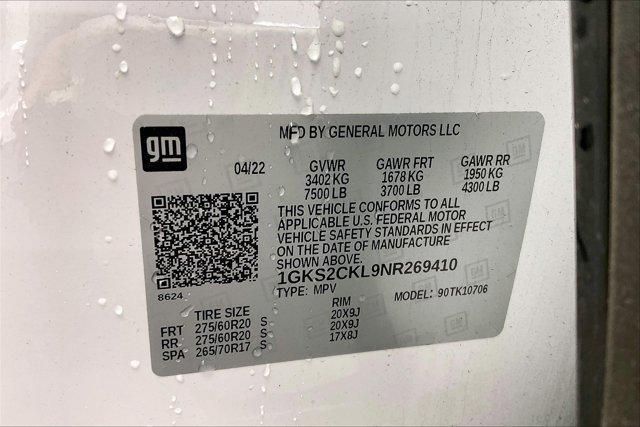 gm
MFD BY GENERAL MOTORS LLC
04/22 GVWR GAWR FRT GAWR RR
3402 KG 1678 KG 1950 KG
7500 LB 3700 LB 4300 LB
THIS VEHICLE CONFORMS TO ALL
APPLICABLE U.S. FEDERAL MOTOR
VEHICLE SAFETY STANDARDS IN EFFECT
ON THE DATE OF MANUFACTURE
SHOWN ABOVE.
1GKS2CKL9NR269410
8624 TYPE: MPV MODEL: 90TK10706
TIRE SIZE RIM
FRT 275/60R20 S 20X9J
RR 275/60R20 S 20X9J
SPA 265/70R17 S 17X8J